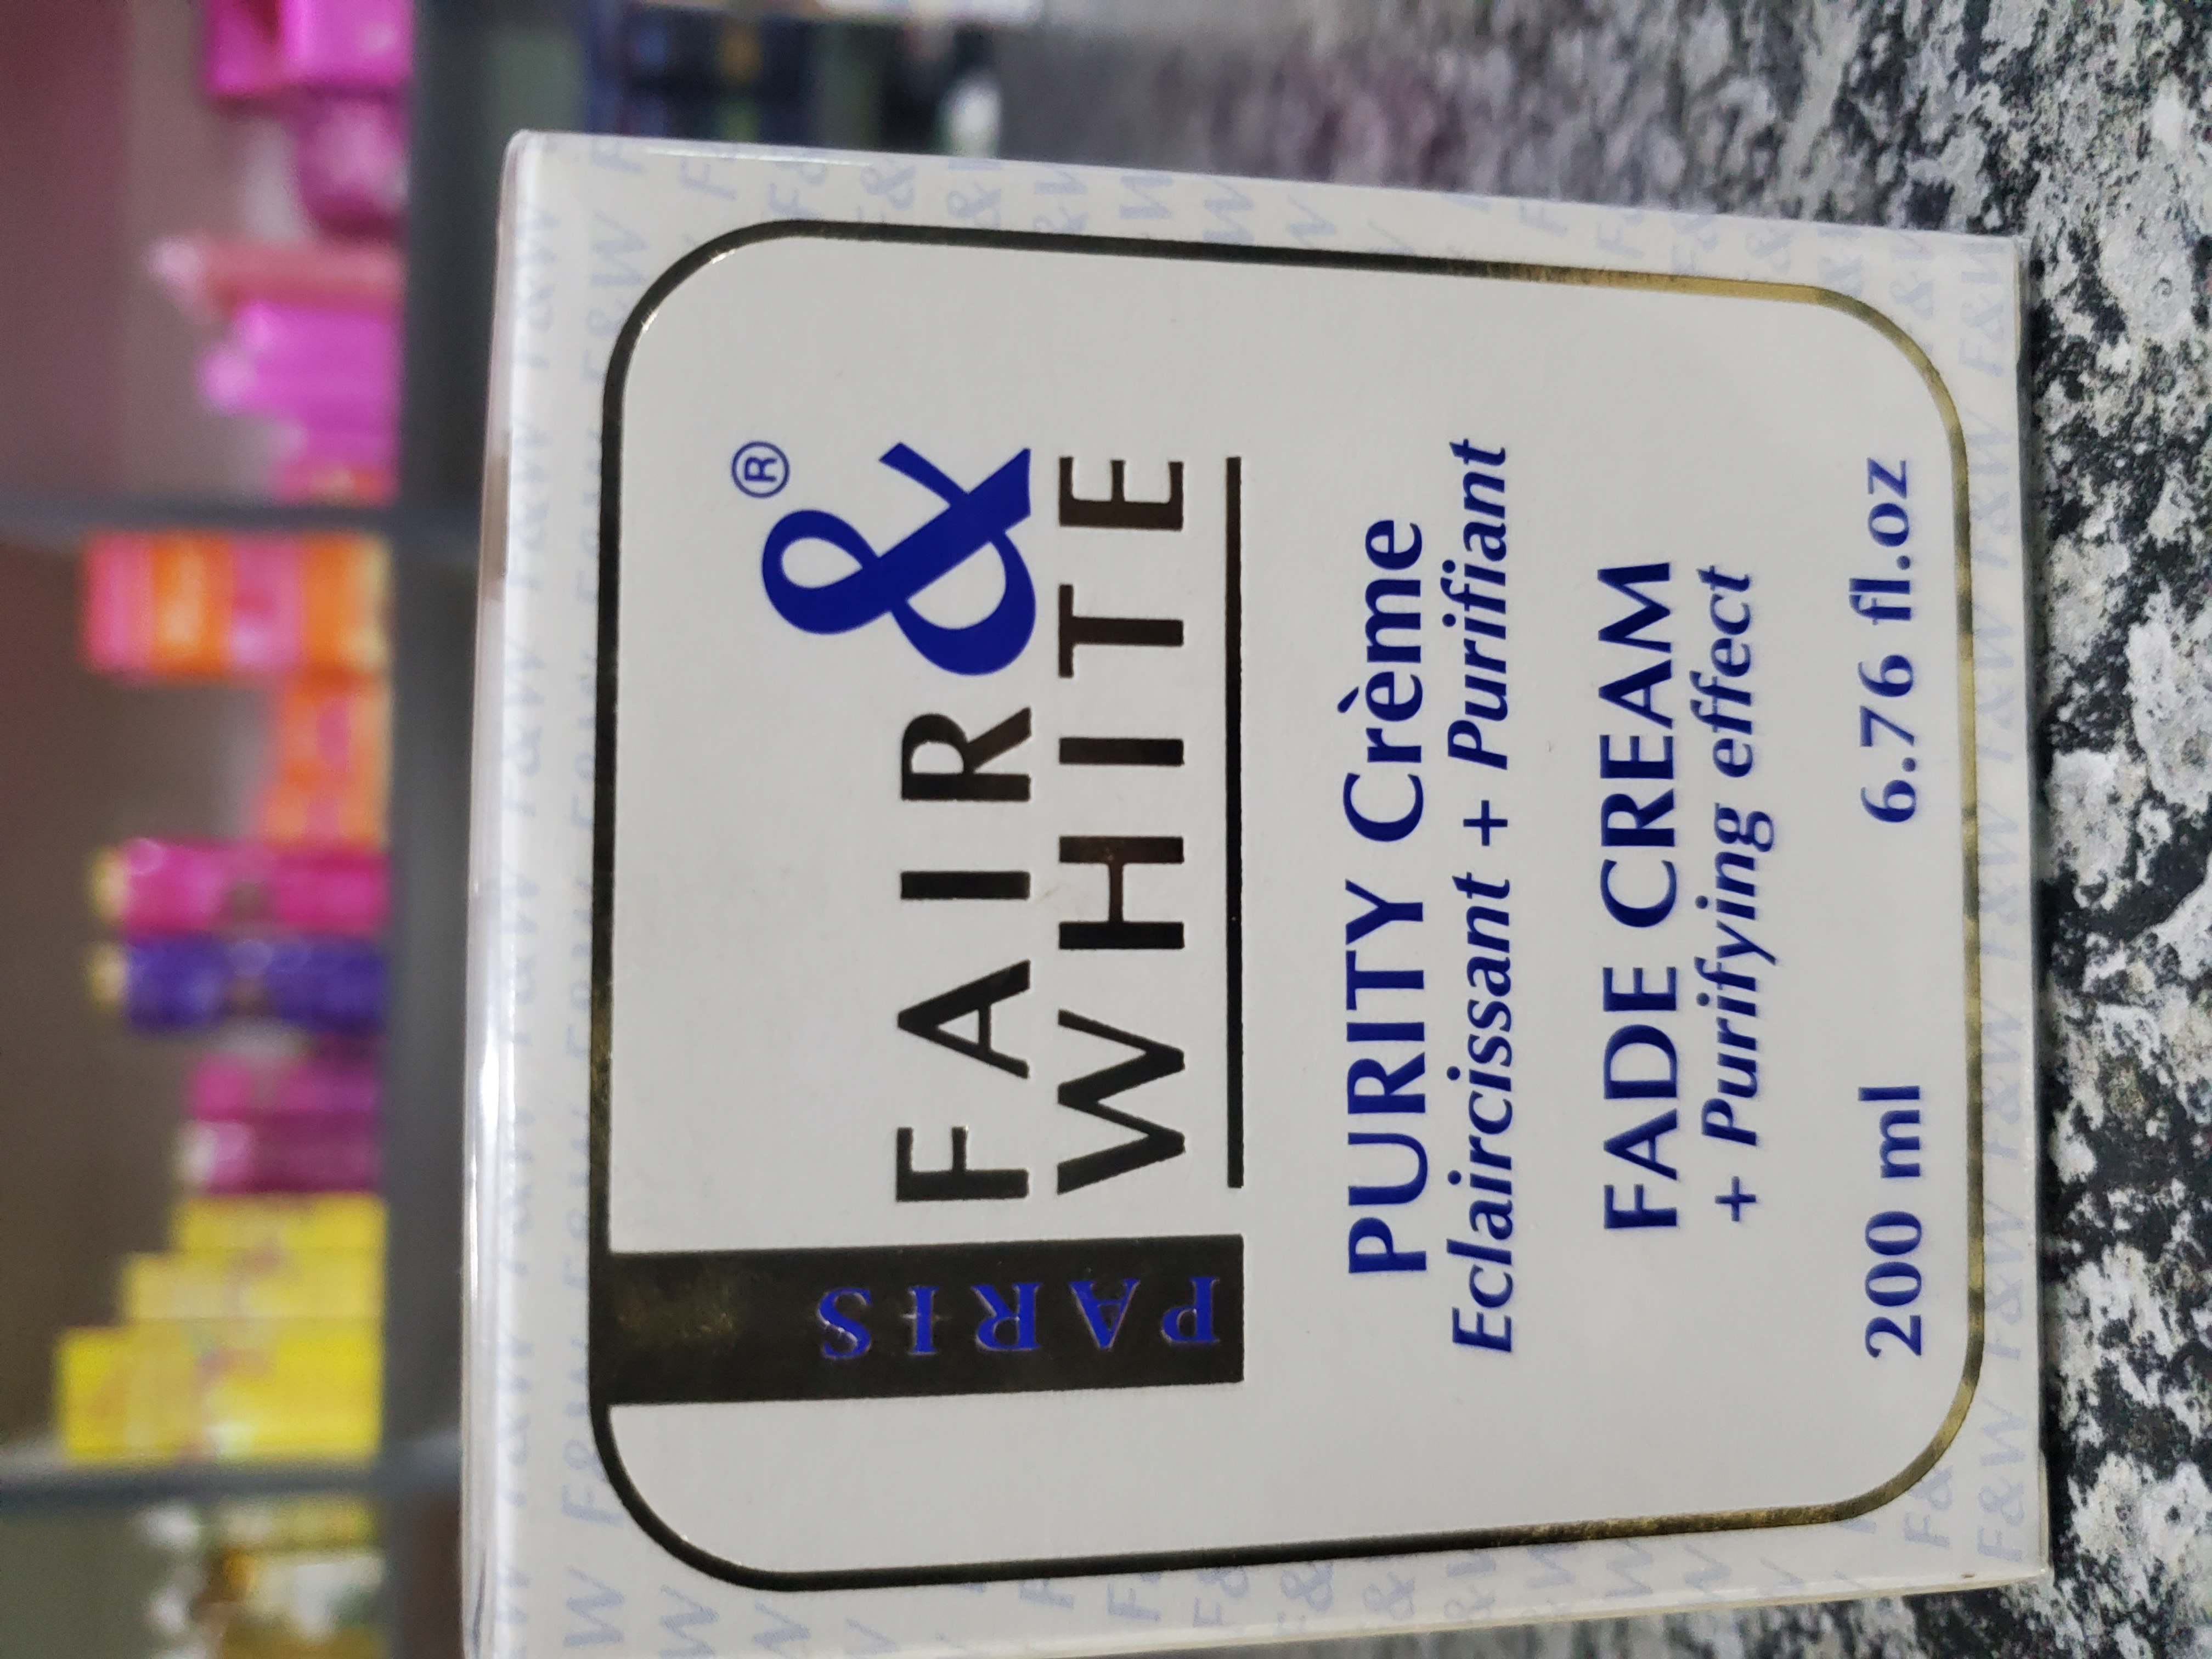 PARIS
FAIR &®
WHITE
PURITY Crème
Eclaircissant + Purifiant
FADE CREAM
+ Purifying effect
200 ml 6.76 fl.oz